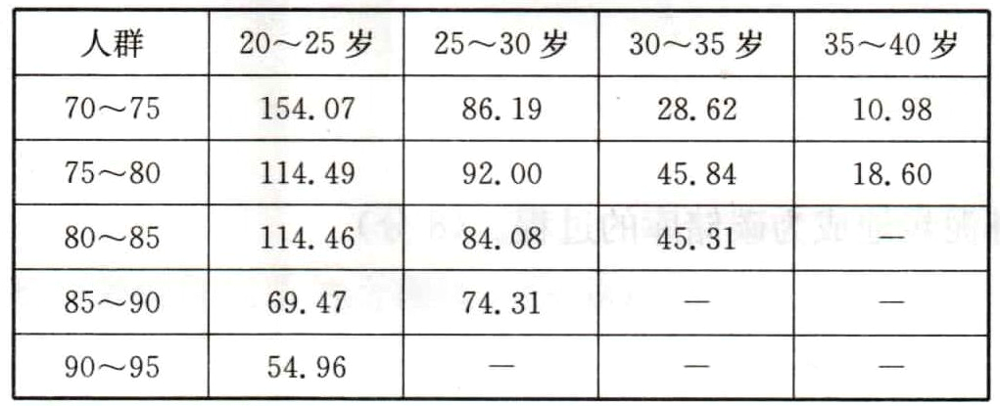 人群 20～25 岁 25～30 岁 30～35 岁 35～40 岁
70～75 154.07 86.19 28.62 10.98
75～80 114.49 92.00 45.84 18.60
80～85 114.46 84.08 45.31 —
85～90 69.47 74.31 — —
90～95 54.96 — — —